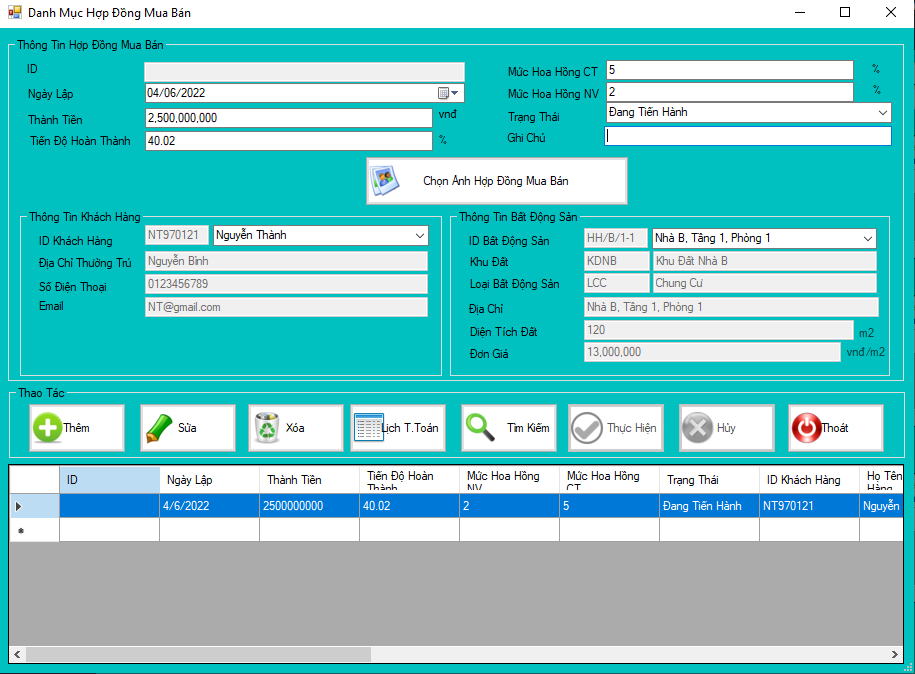 Danh Mục Hợp Đồng Mua Bán
Thông Tin Hợp Đồng Mua Bán
ID
Ngày Lập 04/06/2022
Thành Tiền 2,500,000,000 vnđ
Tiến Độ Hoàn Thành 40.02 %
Mức Hoa Hồng CT 5 %
Mức Hoa Hồng NV 2 %
Trạng Thái Đang Tiến Hành
Ghi Chú
Chọn Ảnh Hợp Đồng Mua Bán
Thông Tin Khách Hàng
ID Khách Hàng NT970121 Nguyễn Thành
Địa Chỉ Thường Trú Nguyễn Bình
Số Điện Thoại 0123456789
Email NT@gmail.com
Thông Tin Bất Động Sản
ID Bất Động Sản HH/B/1-1 Nhà B, Tầng 1, Phòng 1
Khu Đất KDNB Khu Đất Nhà B
Loại Bất Động Sản LCC Chung Cư
Địa Chỉ Nhà B, Tầng 1, Phòng 1
Diện Tích Đất 120 m2
Đơn Giá 13,000,000 vnđ/m2
Thao Tác
Thêm Sửa Xóa Lịch T.Toán Tìm Kiếm Thực Hiện Hủy Thoát
ID Ngày Lập Thành Tiền Tiến Độ Hoàn Thành Mức Hoa Hồng NV Mức Hoa Hồng CT Trạng Thái ID Khách Hàng Họ Tên Hàng
4/6/2022 2500000000 40.02 2 5 Đang Tiến Hành NT970121 Nguyễn